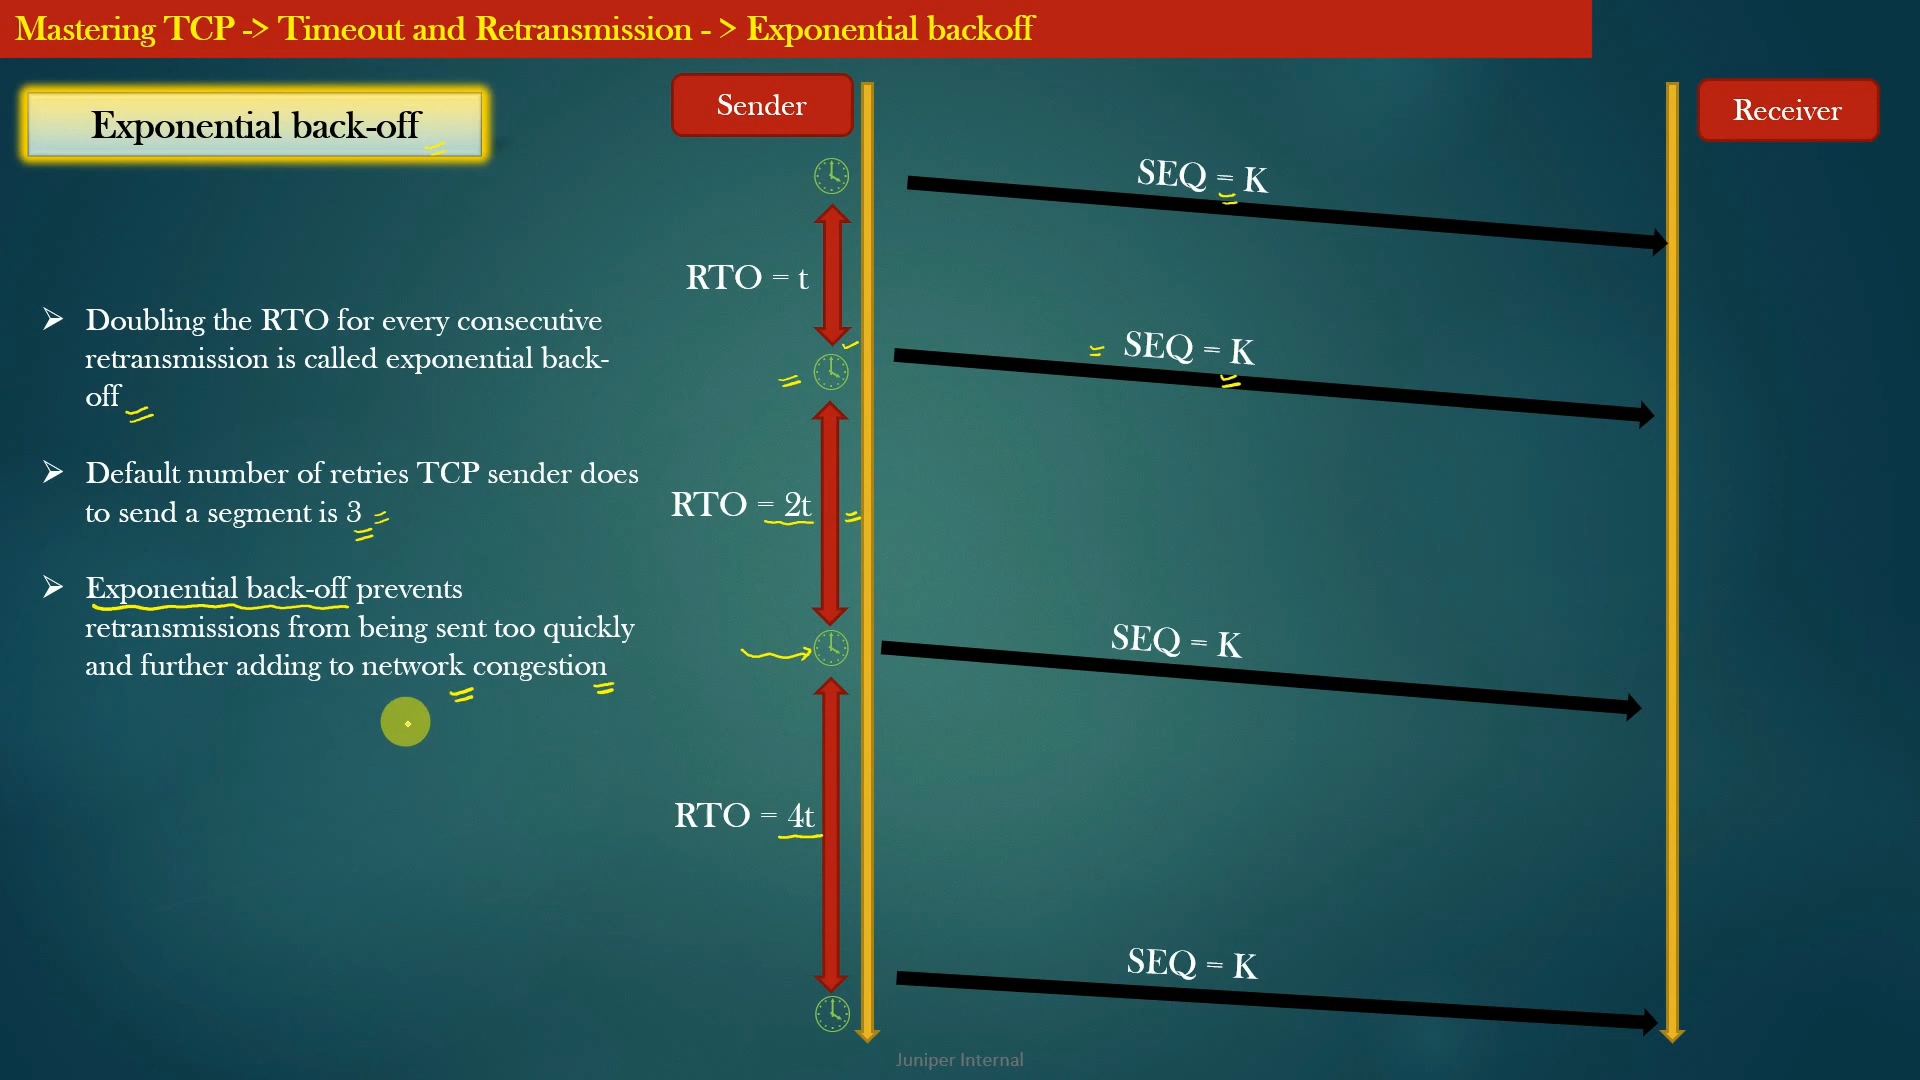 Mastering TCP -> Timeout and Retransmission - > Exponential backoff
Exponential back-off
Doubling the RTO for every consecutive
retransmission is called exponential back-
off
Default number of retries TCP sender does
to send a segment is 3
Exponential back-off prevents
retransmissions from being sent too quickly
and further adding to network congestion
Sender
Receiver
SEQ = K
RTO = t
SEQ = K
RTO = 2t
SEQ = K
RTO = 4t
SEQ = K
Juniper Internal